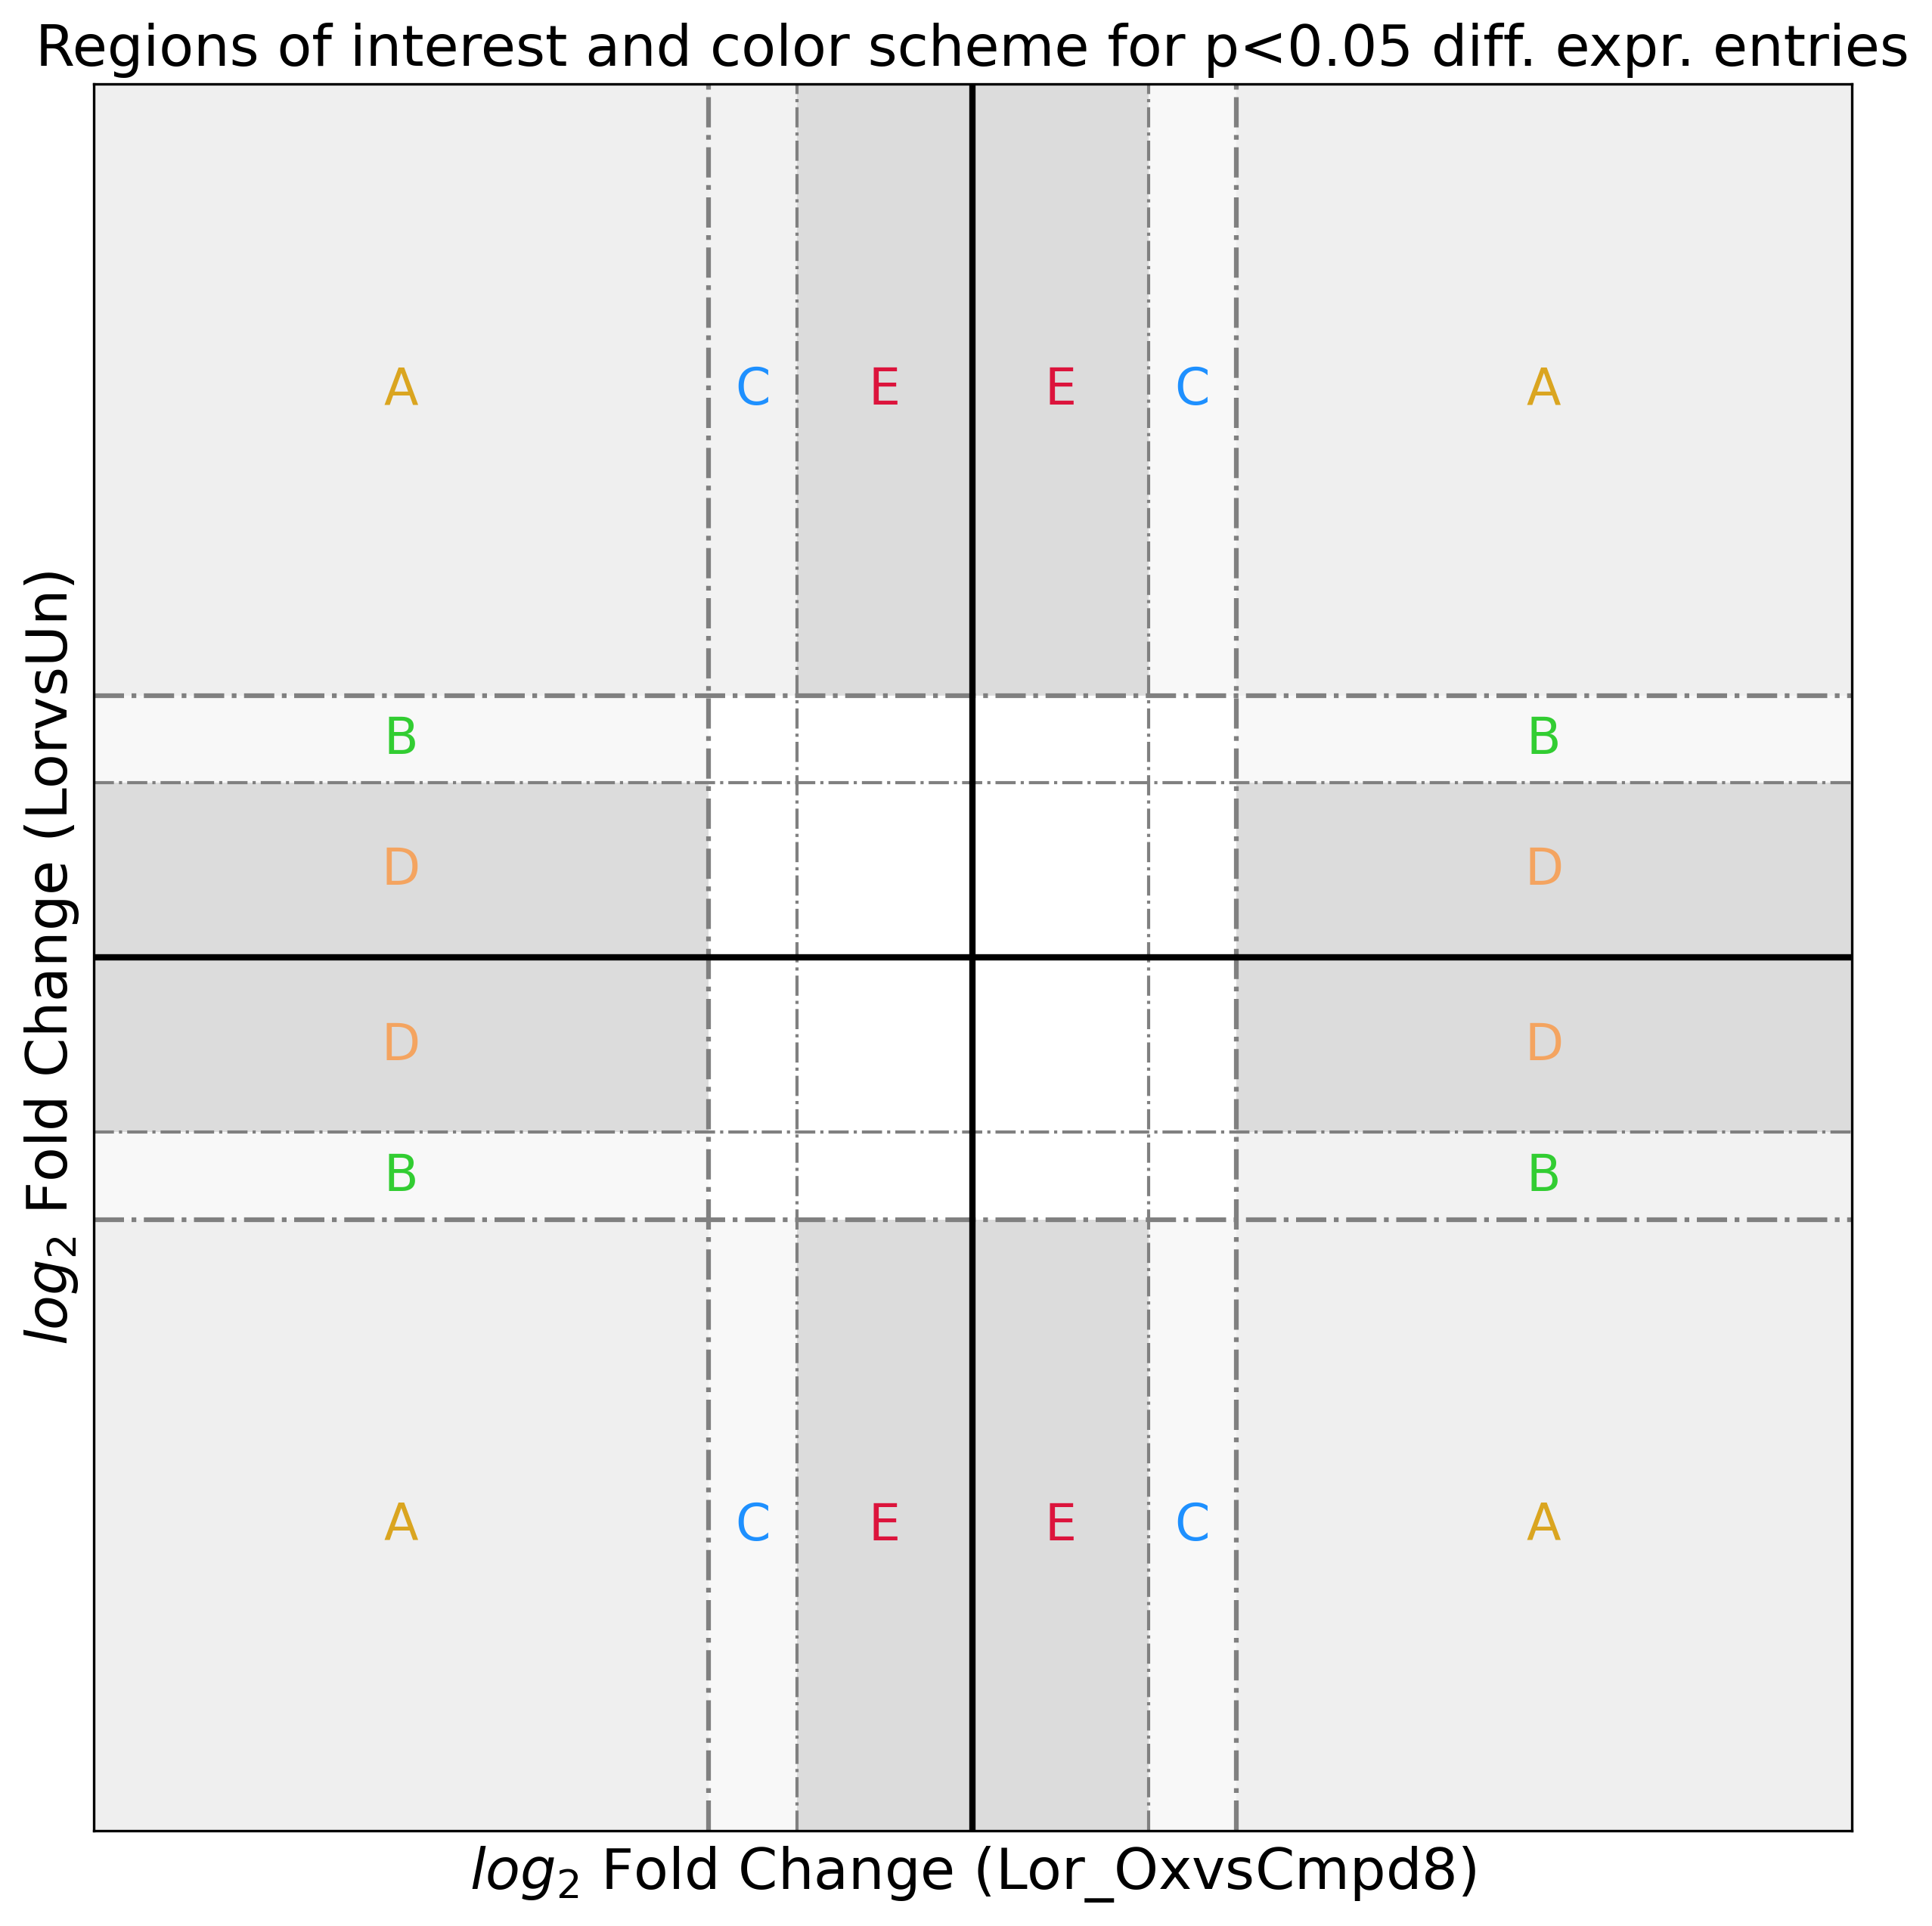 Regions of interest and color scheme for p<0.05 diff. expr. entries
A C E E C A
B B
D D
D D
B B
A C E E C A
log₂ Fold Change (LorvsUn)
log₂ Fold Change (Lor_OxvsCmpd8)